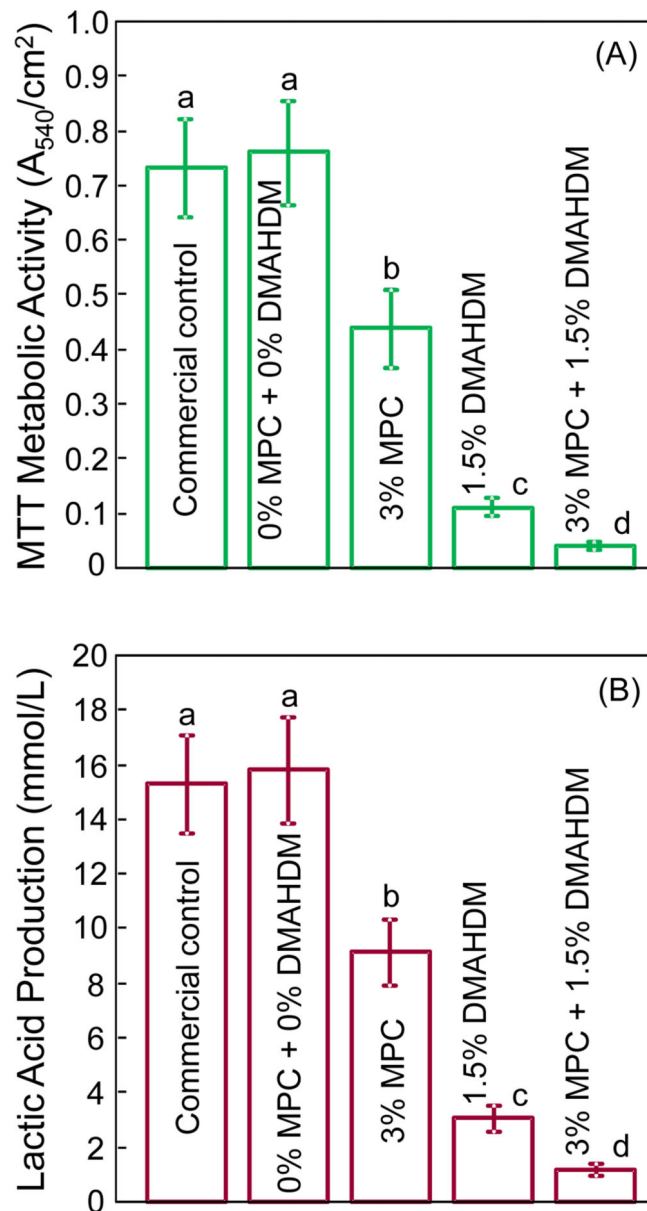 (A)
MTT Metabolic Activity (A540/cm²)
1.0
0.9
0.8
0.7
0.6
0.5
0.4
0.3
0.2
0.1
0
a
a
b
c
d
Commercial control
0% MPC + 0% DMAHDM
3% MPC
1.5% DMAHDM
3% MPC + 1.5% DMAHDM
(B)
Lactic Acid Production (mmol/L)
20
18
16
14
12
10
8
6
4
2
0
a
a
b
c
d
Commercial control
0% MPC + 0% DMAHDM
3% MPC
1.5% DMAHDM
3% MPC + 1.5% DMAHDM